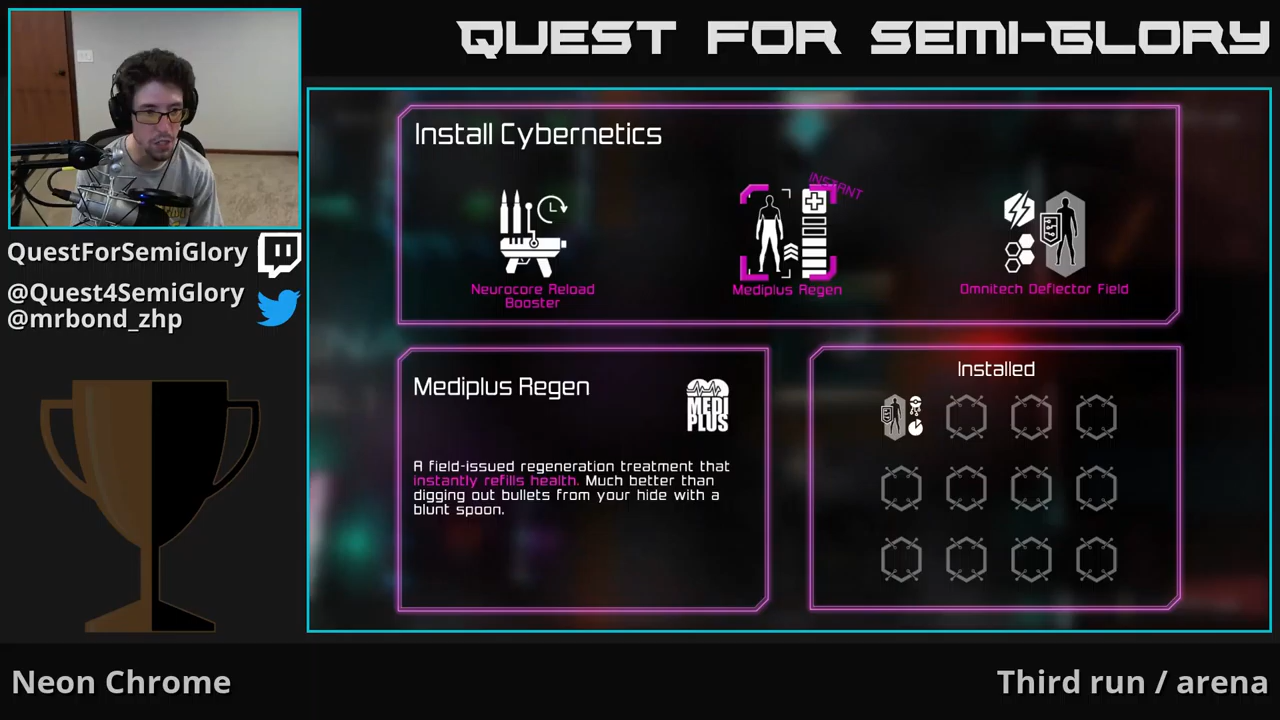 QUEST FOR SEMI-GLORY
QuestForSemiGlory
@Quest4SemiGlory
@mrbond_zhp
Install Cybernetics
INSTANT
Neurocore Reload
Booster
Mediplus Regen
Omnitech Deflector Field
Mediplus Regen
MEDI
PLUS
A field-issued regeneration treatment that
instantly refills health. Much better than
digging out bullets from your hide with a
blunt spoon.
Installed
Neon Chrome
Third run / arena